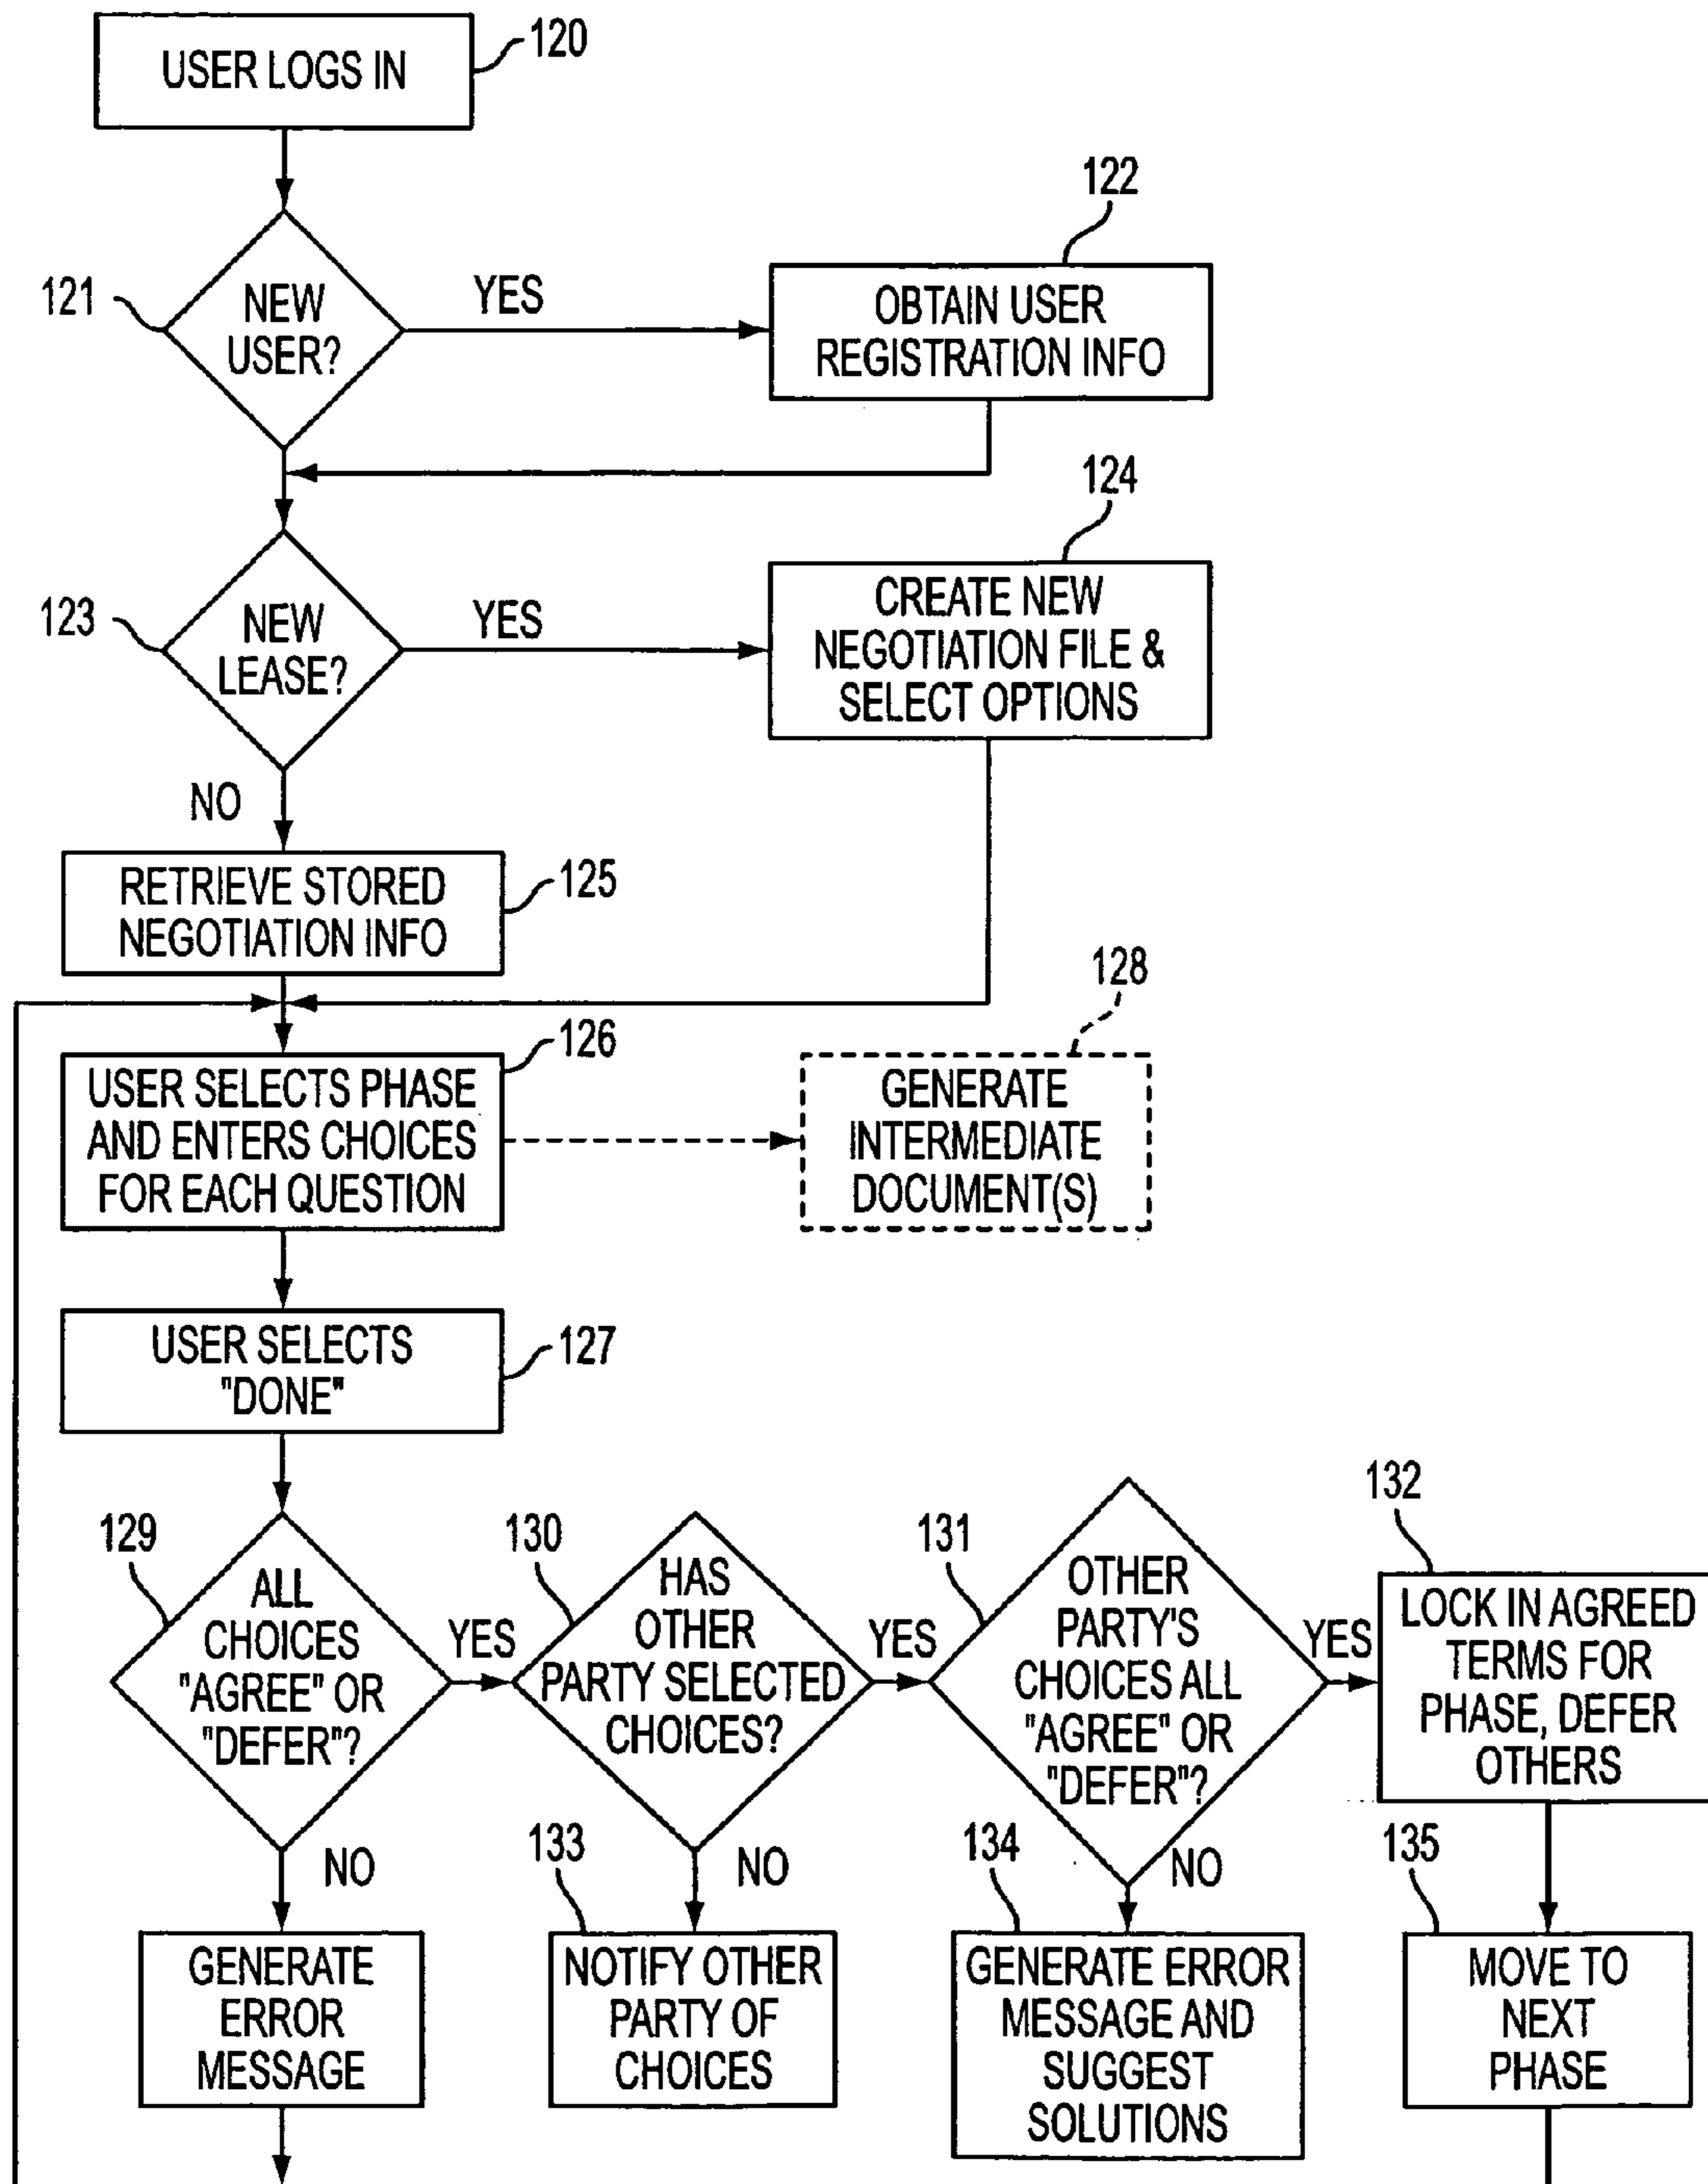 USER LOGS IN
120
121
NEW
USER?
YES
122
OBTAIN USER
REGISTRATION INFO
123
NEW
LEASE?
YES
124
CREATE NEW
NEGOTIATION FILE &
SELECT OPTIONS
NO
RETRIEVE STORED
NEGOTIATION INFO
125
126
USER SELECTS PHASE
AND ENTERS CHOICES
FOR EACH QUESTION
128
GENERATE
INTERMEDIATE
DOCUMENT(S)
USER SELECTS
"DONE"
127
129
ALL
CHOICES
"AGREE" OR
"DEFER"?
YES
130
HAS
OTHER
PARTY SELECTED
CHOICES?
YES
131
OTHER
PARTY'S
CHOICES ALL
"AGREE" OR
"DEFER"?
YES
132
LOCK IN AGREED
TERMS FOR
PHASE, DEFER
OTHERS
NO
GENERATE
ERROR
MESSAGE
133
NO
NOTIFY OTHER
PARTY OF
CHOICES
134
NO
GENERATE ERROR
MESSAGE AND
SUGGEST
SOLUTIONS
135
MOVE TO
NEXT
PHASE